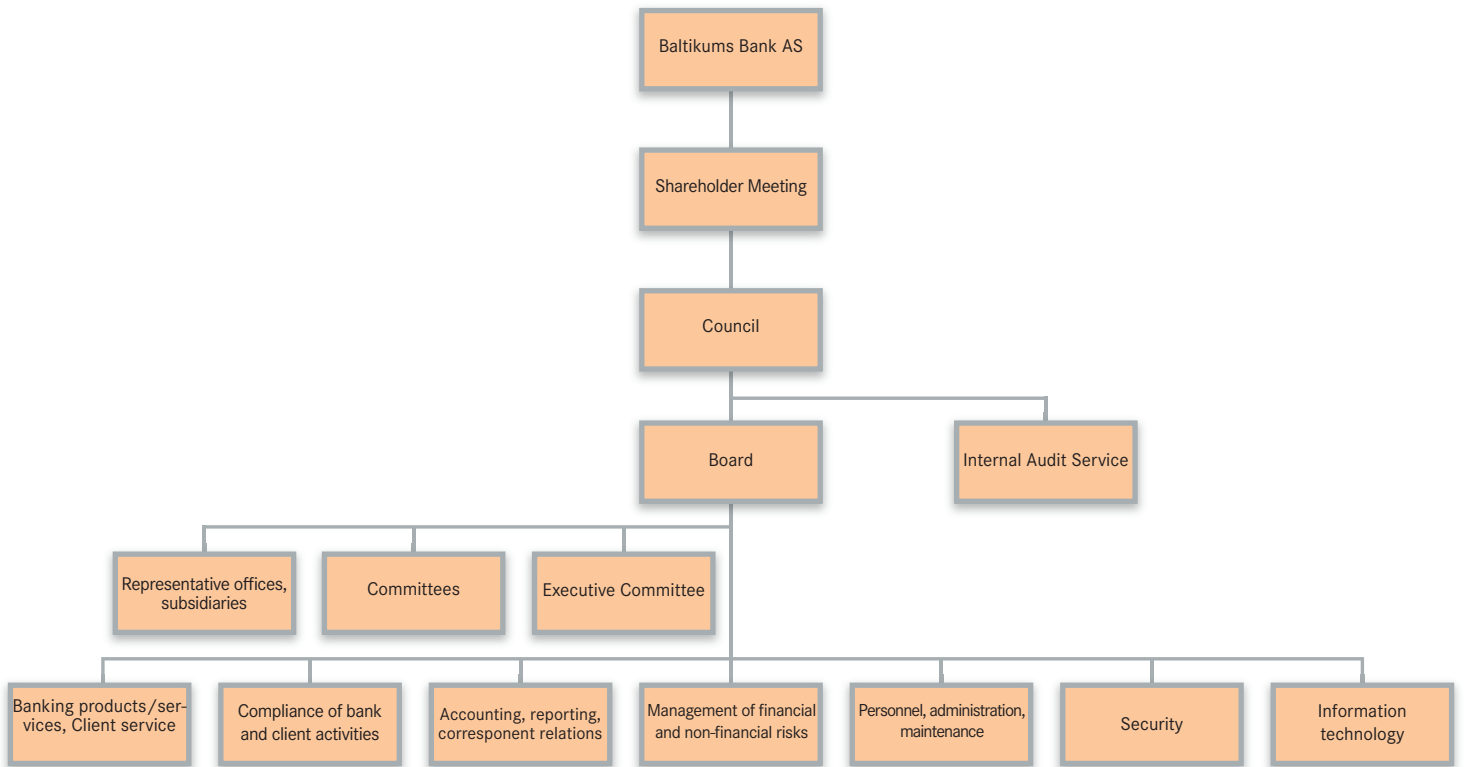 Baltikums Bank AS
Shareholder Meeting
Council
Board
Internal Audit Service
Representative offices,
subsidiaries
Committees
Executive Committee
Banking products/ser-
vices, Client service
Compliance of bank
and client activities
Accounting, reporting,
corresponent relations
Management of financial
and non-financial risks
Personnel, administration,
maintenance
Security
Information
technology